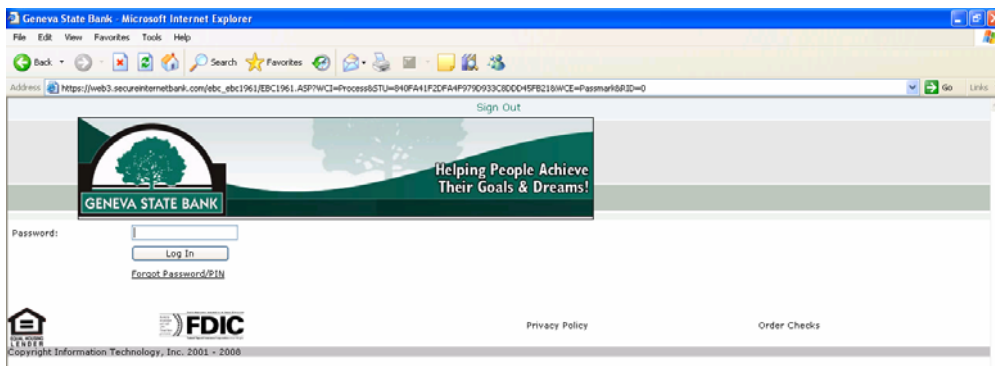 Geneva State Bank - Microsoft Internet Explorer
File Edit View Favorites Tools Help
Back Search Favorites
Address https://web3.secureinternetbank.com/ebc_ebc1961/EBC1961.ASP?WCI=Process&STU=840FA41F2DFA4F979D933C8DDD45FB21&WCE=Passmark&RID=0 Go Links
Sign Out
Helping People Achieve
Their Goals & Dreams!
GENEVA STATE BANK
Password:
Log In
Forgot Password/PIN
FDIC Privacy Policy Order Checks
EQUAL HOUSING
LENDER
Copyright Information Technology, Inc. 2001 - 2008